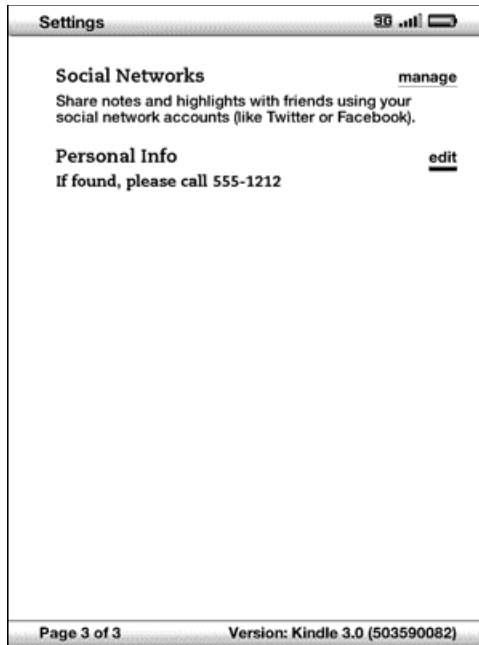 Settings 3G
Social Networks manage
Share notes and highlights with friends using your
social network accounts (like Twitter or Facebook).
Personal Info edit
If found, please call 555-1212
Page 3 of 3 Version: Kindle 3.0 (503590082)